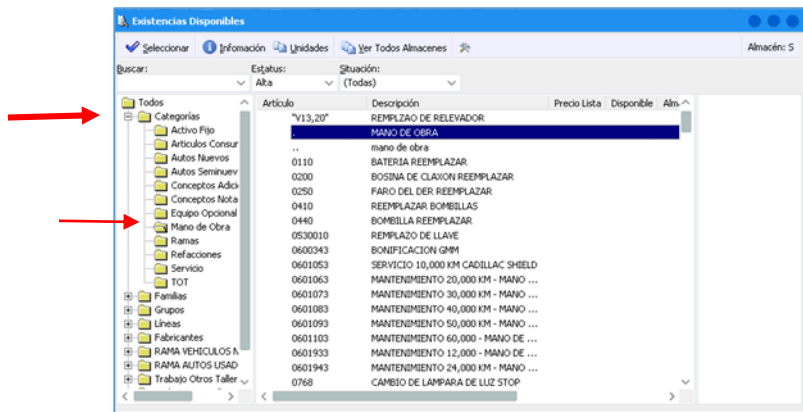 Existencias Disponibles
Seleccionar Infomación Unidades Ver Todos Almacenes Almacén: S
Buscar: Estatus: Situación:
Alta (Todas)
Todos
Categorías
Activo Fijo
Articulos Consur
Autos Nuevos
Autos Seminuev
Conceptos Adici
Conceptos Nota
Equipo Opcional
Mano de Obra
Ramas
Refacciones
Servicio
TOT
Familias
Grupos
Líneas
Fabricantes
RAMA VEHICULOS N
RAMA AUTOS USAD
Trabajo Otros Taller
Artículo Descripción Precio Lista Disponible Alm
"V13,20" REMPLZAO DE RELEVADOR
. MANO DE OBRA
.. mano de obra
0110 BATERIA REEMPLAZAR
0200 BOSINA DE CLAXON REEMPLAZAR
0250 FARO DEL DER REEMPLAZAR
0410 REEMPLAZAR BOMBILLAS
0440 BOMBILLA REEMPLAZAR
0530010 REMPLAZO DE LLAVE
0600343 BONIFICACION GMM
0601053 SERVICIO 10,000 KM CADILLAC SHIELD
0601063 MANTENIMIENTO 20,000 KM - MANO ...
0601073 MANTENIMIENTO 30,000 KM - MANO ...
0601083 MANTENIMIENTO 40,000 KM - MANO ...
0601093 MANTENIMIENTO 50,000 KM - MANO ...
0601103 MANTENIMIENTO 60,000 - MANO DE ...
0601933 MANTENIMIENTO 12,000 - MANO DE ...
0601943 MANTENIMIENTO 24,000 KM - MANO ...
0768 CAMBIO DE LAMPARA DE LUZ STOP